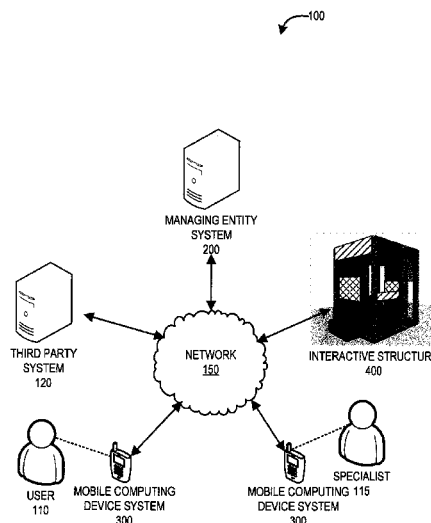 100
MANAGING ENTITY
SYSTEM
200
THIRD PARTY
SYSTEM
120
NETWORK
150
INTERACTIVE STRUCTUR
400
USER
110
MOBILE COMPUTING
DEVICE SYSTEM
300
MOBILE COMPUTING
DEVICE SYSTEM
300
SPECIALIST
115